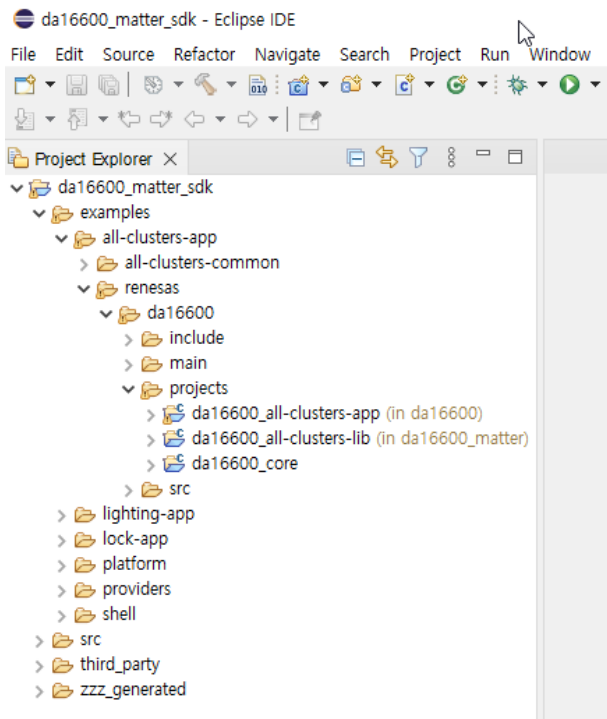 da16600_matter_sdk - Eclipse IDE
File Edit Source Refactor Navigate Search Project Run Window
010
Project Explorer
da16600_matter_sdk
examples
all-clusters-app
all-clusters-common
renesas
da16600
include
main
projects
da16600_all-clusters-app (in da16600)
da16600_all-clusters-lib (in da16600_matter)
da16600_core
src
lighting-app
lock-app
platform
providers
shell
src
third_party
zzz_generated